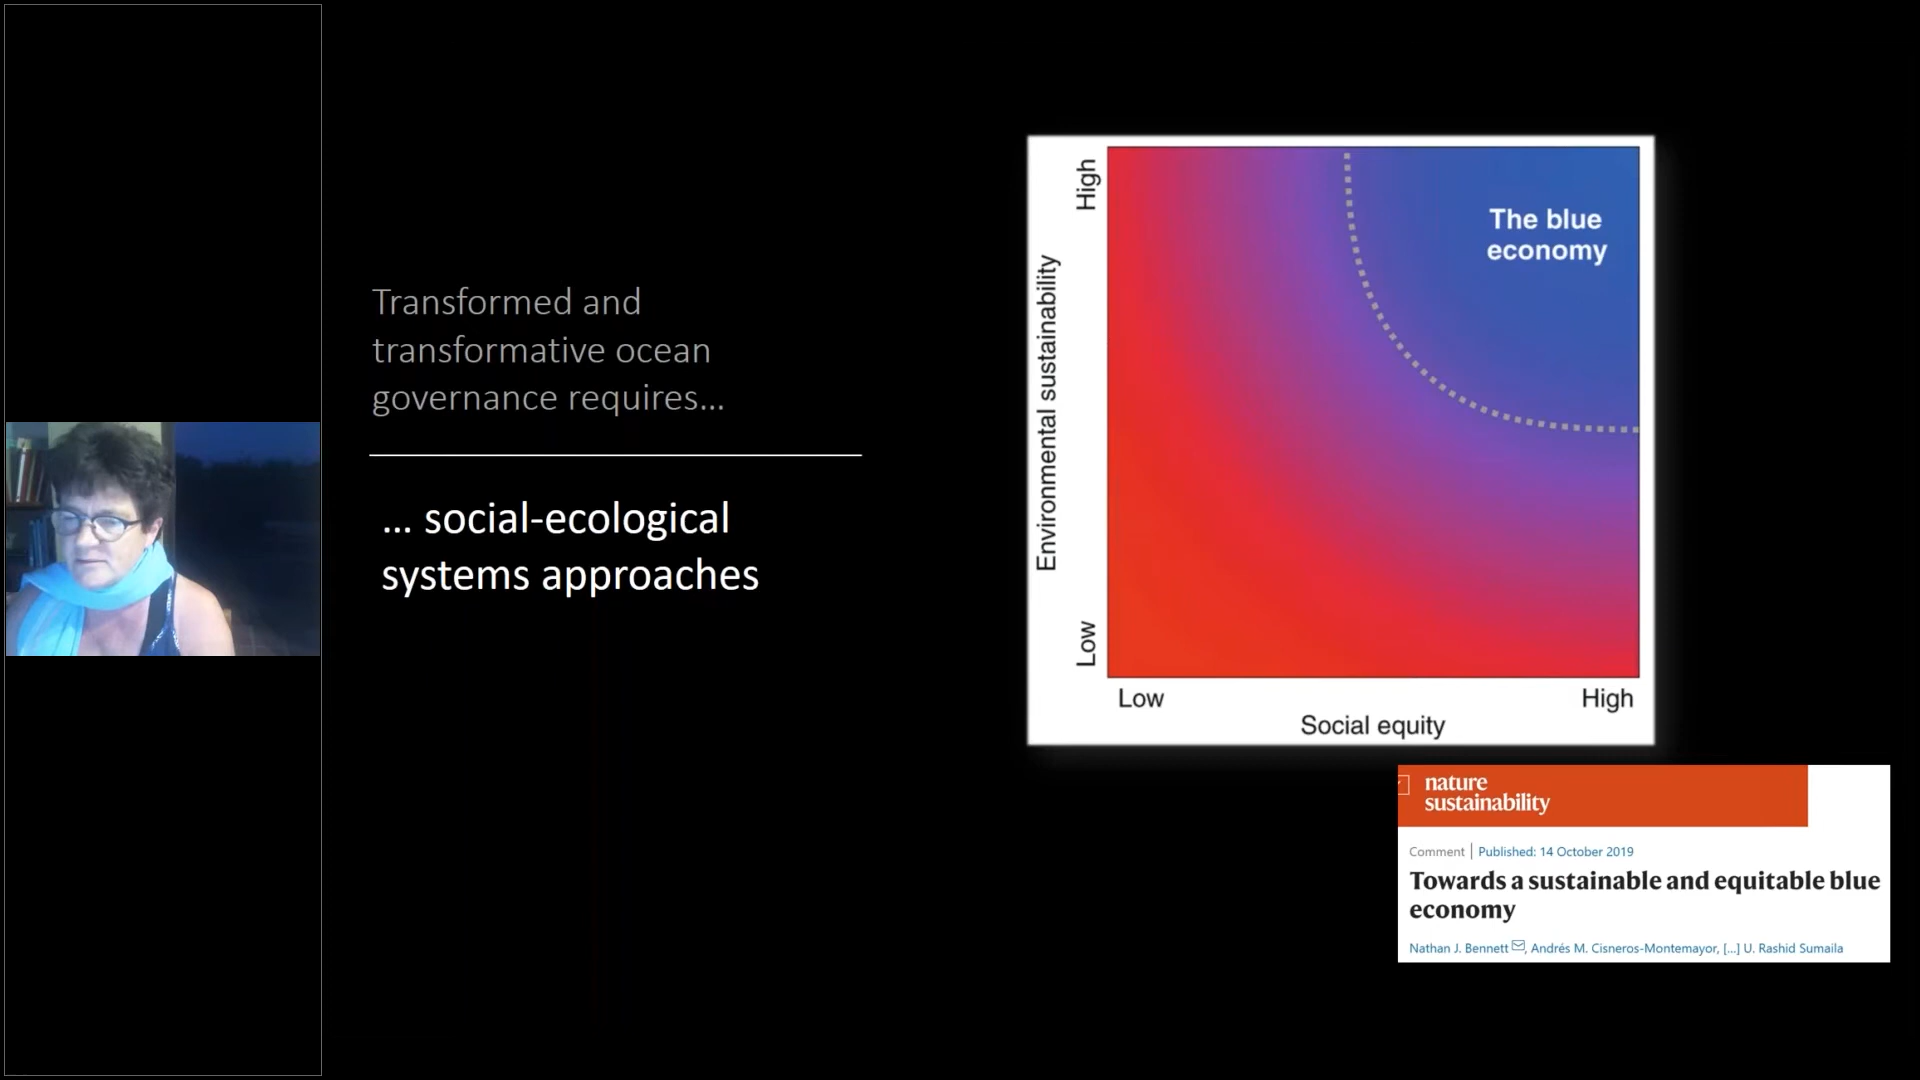 Transformed and
transformative ocean
governance requires...
... social-ecological
systems approaches
High
Environmental sustainability
Low
The blue
economy
Low
High
Social equity
nature
sustainability
Comment | Published: 14 October 2019
Towards a sustainable and equitable blue
economy
Nathan J. Bennett, Andrés M. Cisneros-Montemayor, [...] U. Rashid Sumaila